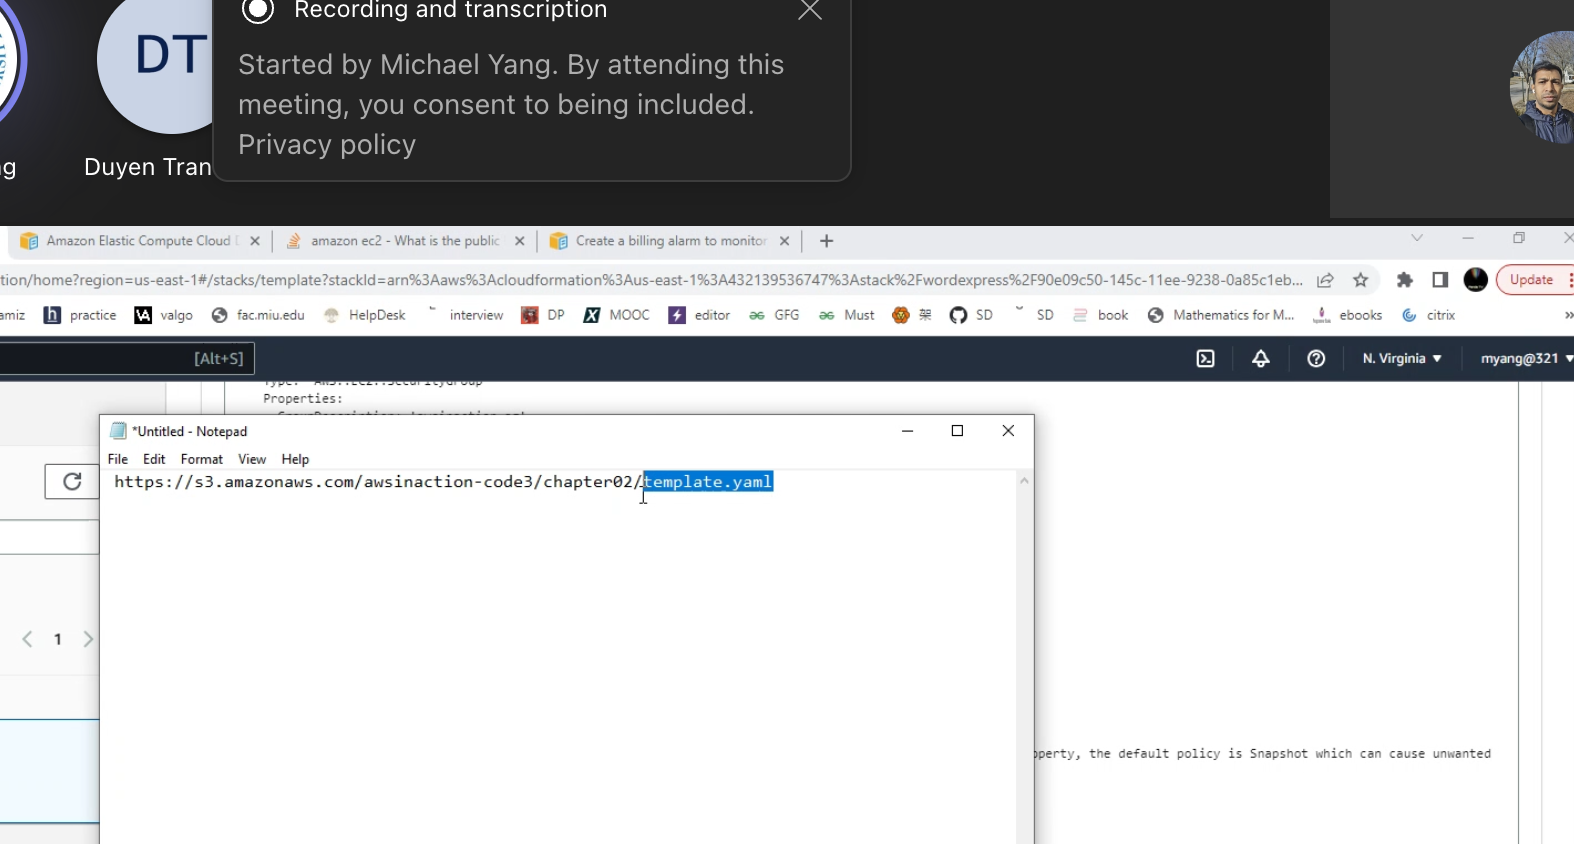 Recording and transcription
Started by Michael Yang. By attending this
meeting, you consent to being included.
Privacy policy
DT
Duyen Tran
Amazon Elastic Compute Cloud
amazon ec2 - What is the public
Create a billing alarm to monitor
tion/home?region=us-east-1#/stacks/template?stackId=arn%3Aaws%3Acloudformation%3Aus-east-1%3A432139536747%3Astack%2Fwordexpress%2F90e09c50-145c-11ee-9238-0a85c1eb...
Update
amiz practice valgo fac.miu.edu HelpDesk interview DP MOOC editor GFG Must 架 SD SD book Mathematics for M... ebooks citrix »
[Alt+S]
N. Virginia
myang@321
Type: AWS::EC2::SecurityGroup
Properties:
*Untitled - Notepad
File Edit Format View Help
https://s3.amazonaws.com/awsinaction-code3/chapter02/template.yaml
1
operty, the default policy is Snapshot which can cause unwanted